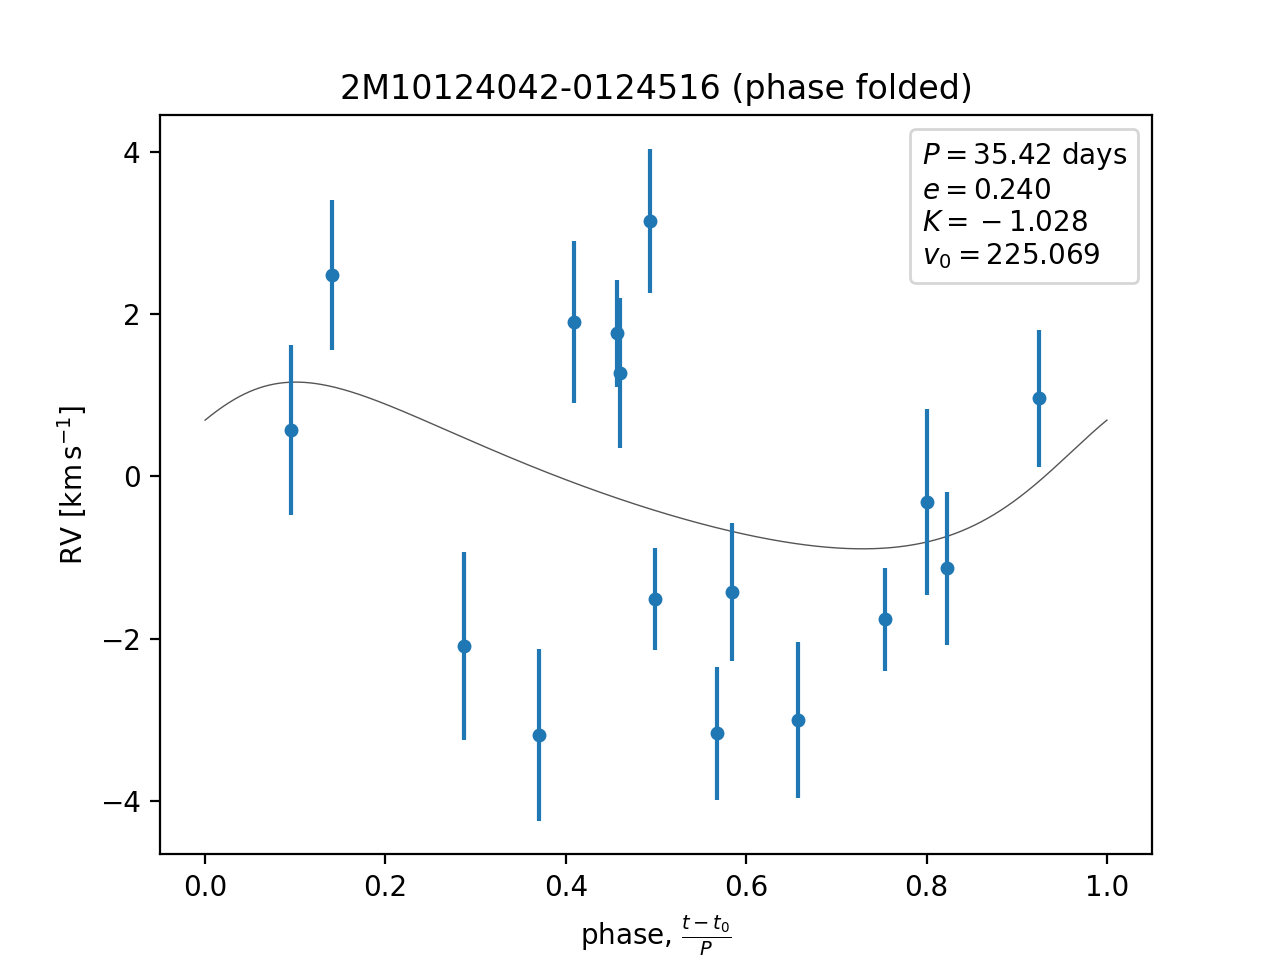 2M10124042-0124516 (phase folded)
P = 35.42 days
e = 0.240
K = −1.028
v₀ = 225.069
4
2
0
−2
−4
RV [km s⁻¹]
0.0 0.2 0.4 0.6 0.8 1.0
phase, (t − t₀)/P